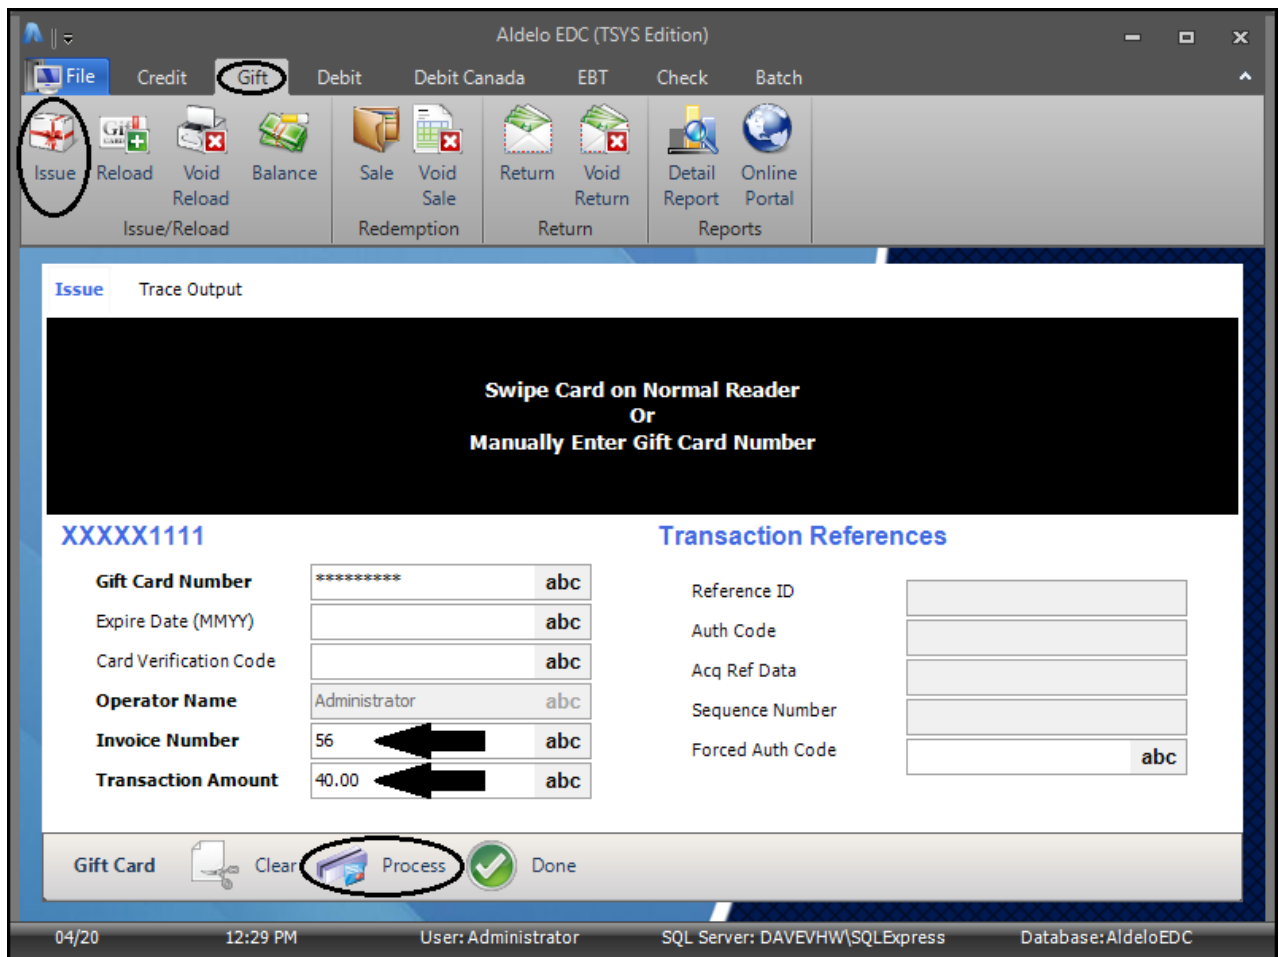 Aldelo EDC (TSYS Edition)
File Credit Gift Debit Debit Canada EBT Check Batch
Issue Reload Void Reload Balance Sale Void Sale Return Void Return Detail Report Online Portal
Issue/Reload Redemption Return Reports
Issue Trace Output
Swipe Card on Normal Reader
Or
Manually Enter Gift Card Number
XXXXX1111
Gift Card Number ********* abc
Expire Date (MMYY) abc
Card Verification Code abc
Operator Name Administrator abc
Invoice Number 56 abc
Transaction Amount 40.00 abc
Transaction References
Reference ID
Auth Code
Acq Ref Data
Sequence Number
Forced Auth Code abc
Gift Card Clear Process Done
04/20 12:29 PM User: Administrator SQL Server: DAVEVHW\SQLExpress Database:AldeloEDC